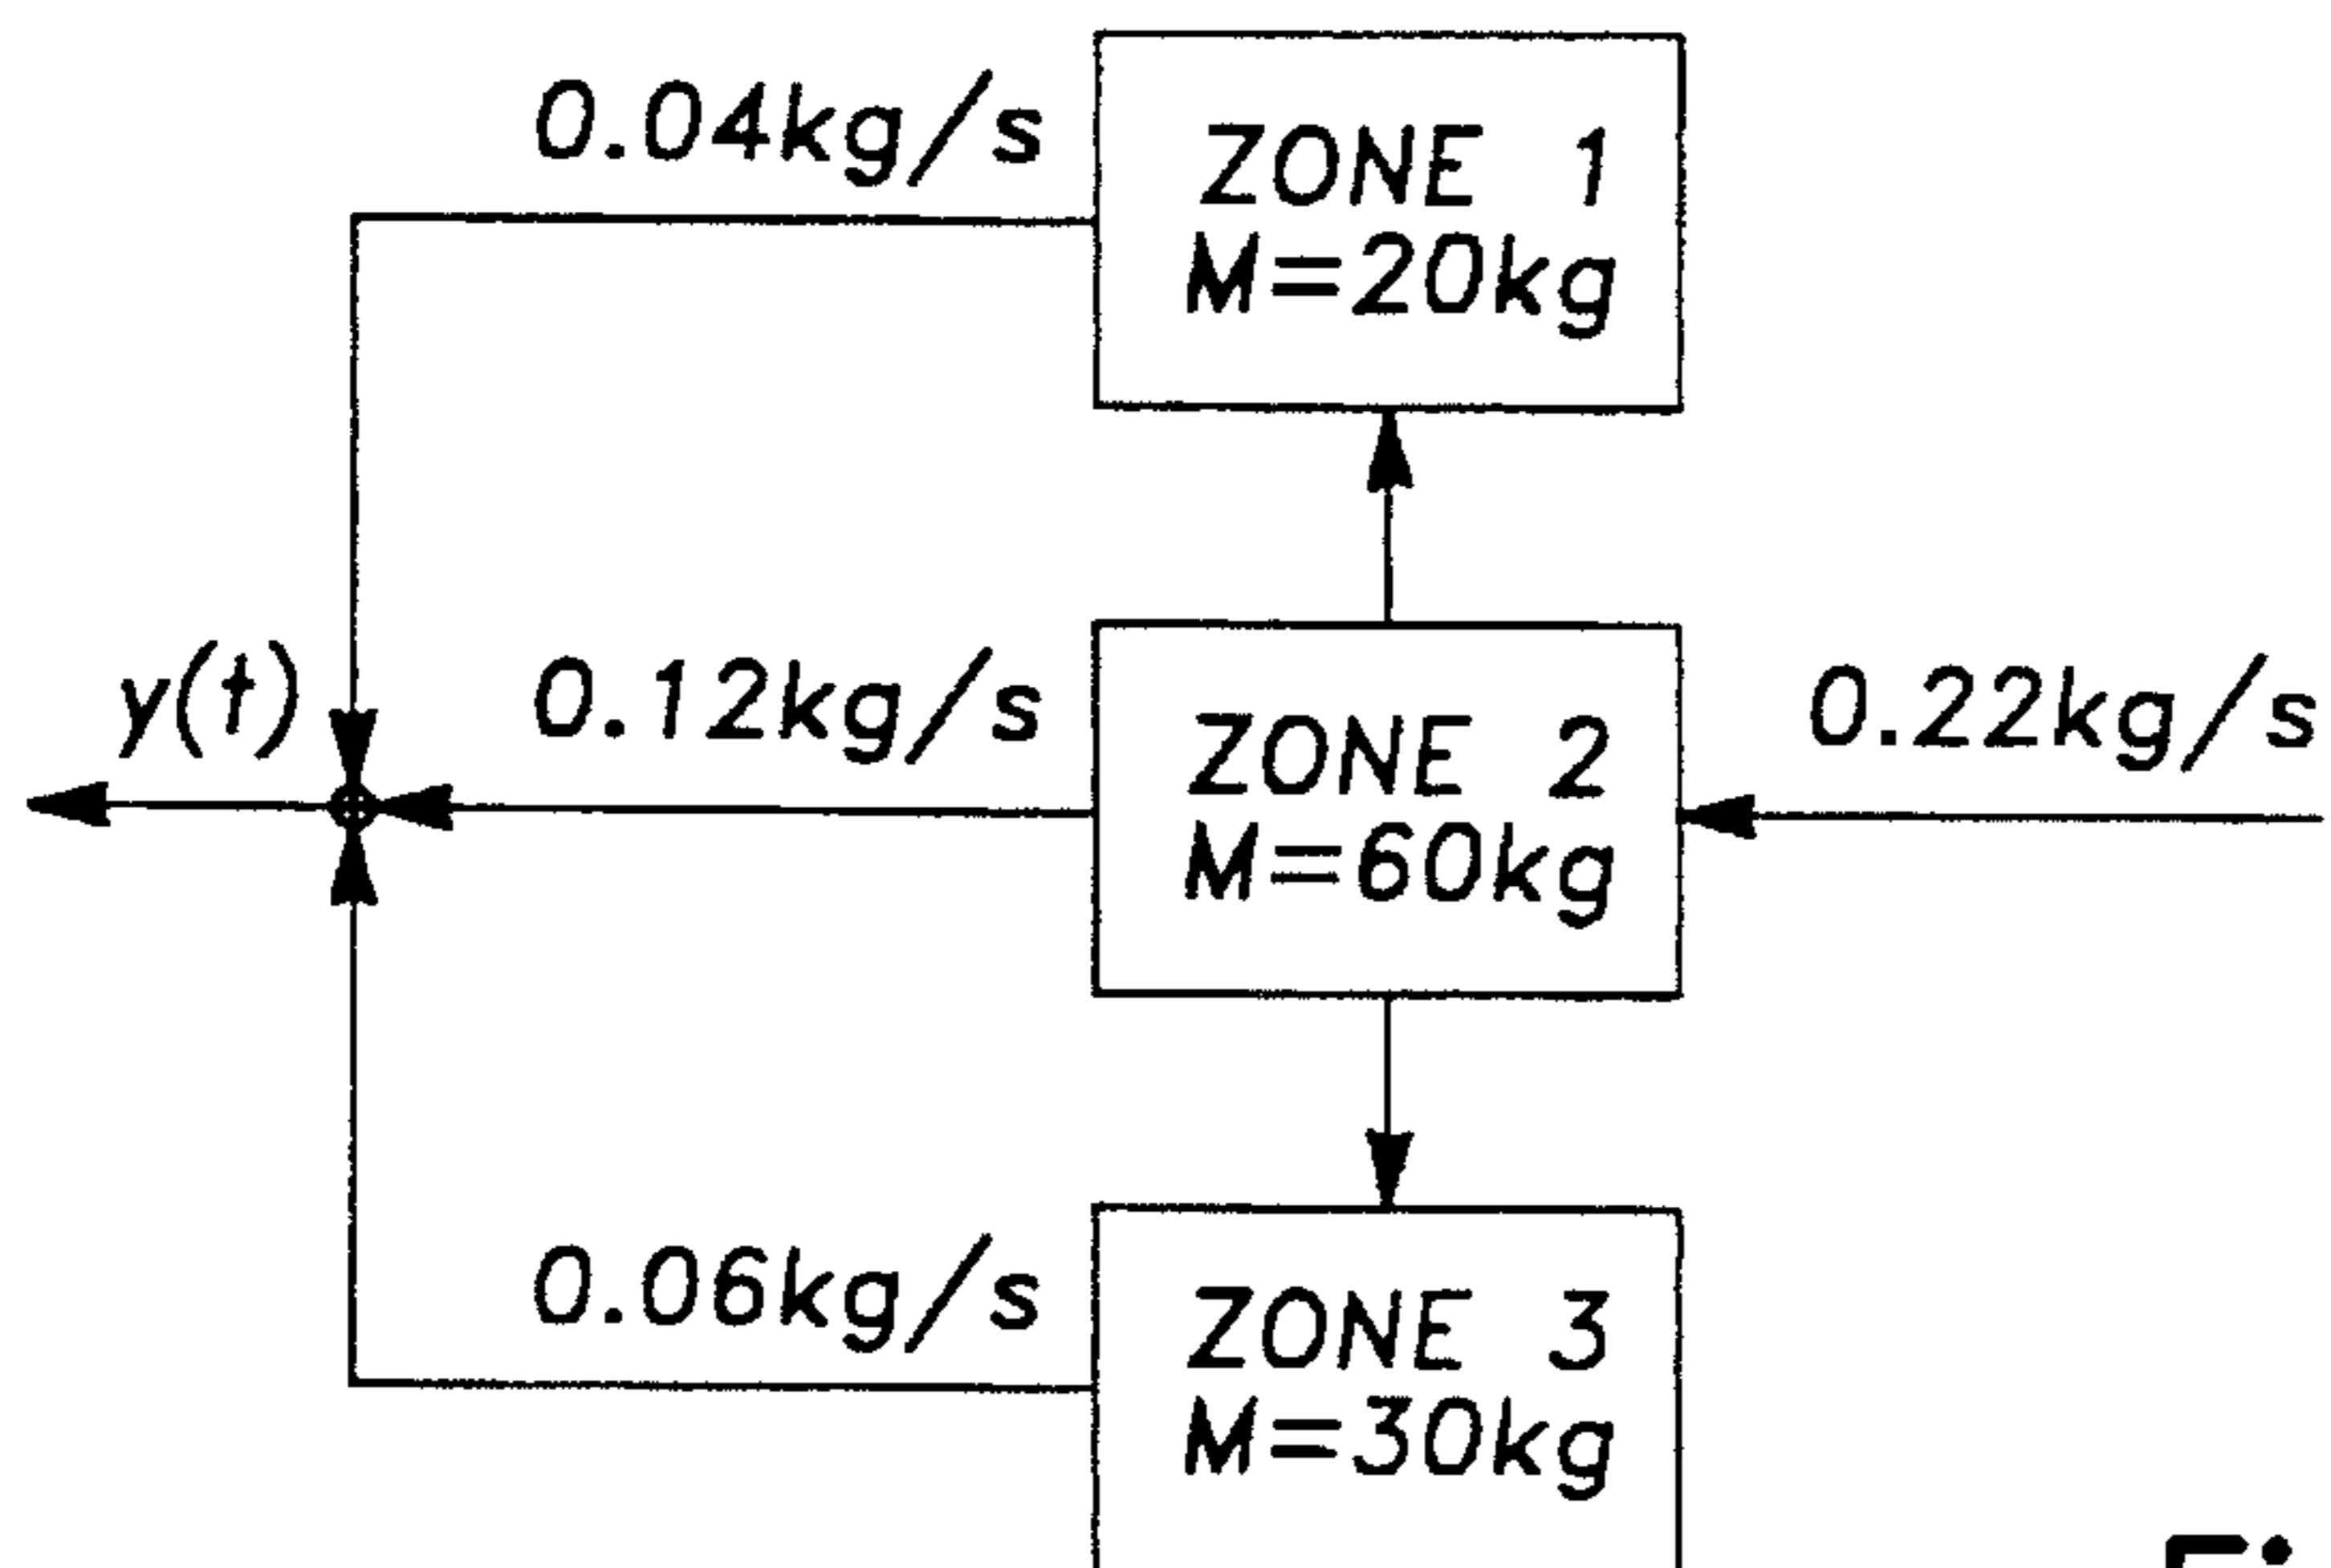 0.04kg/s
ZONE 1
M=20kg
y(t)
0.12kg/s
ZONE 2
M=60kg
0.22kg/s
0.06kg/s
ZONE 3
M=30kg